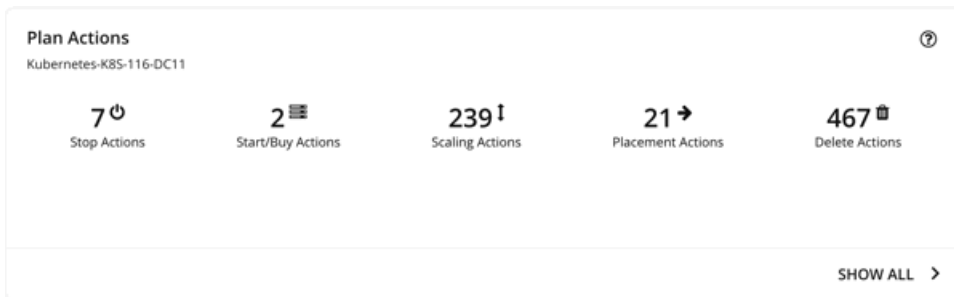 Plan Actions
Kubernetes-K8S-116-DC11
7 2 239 21 467
Stop Actions Start/Buy Actions Scaling Actions Placement Actions Delete Actions
SHOW ALL